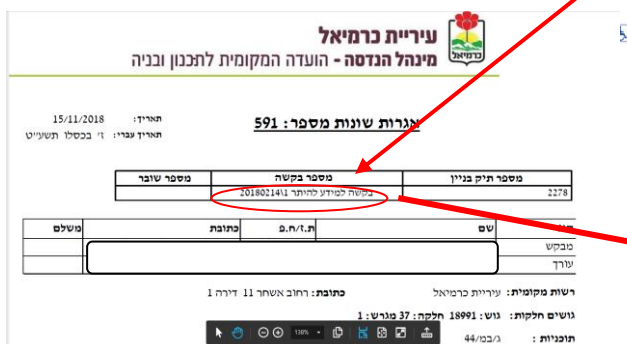 עיריית כרמיאל
מינהל הנדסה - הועדה המקומית לתכנון ובניה
כרמיאל
תאריך: 15/11/2018
תאריך עברי: ז' בכסלו תשע"ט
אגרות שונות מספר: 591
מספר תיק בניין מספר בקשה מספר שובר
2278 בקשה למידע להיתר 20180214\1
שם ת.ז/ח.פ כתובת משלם
מבקש
עורך
רשות מקומית: עיריית כרמיאל כתובת: רחוב אשחר 11 דירה 1
גושים חלקות: גוש: 18991 חלקה: 37 מגרש: 1
138%
תוכניות : ג/במ/44